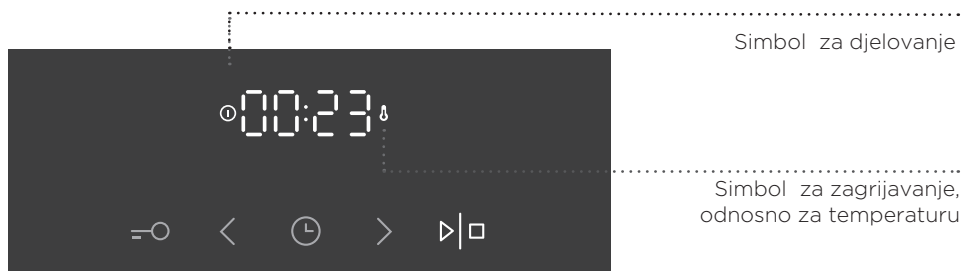 Simbol za djelovanje
00:23
Simbol za zagrijavanje,
odnosno za temperaturu